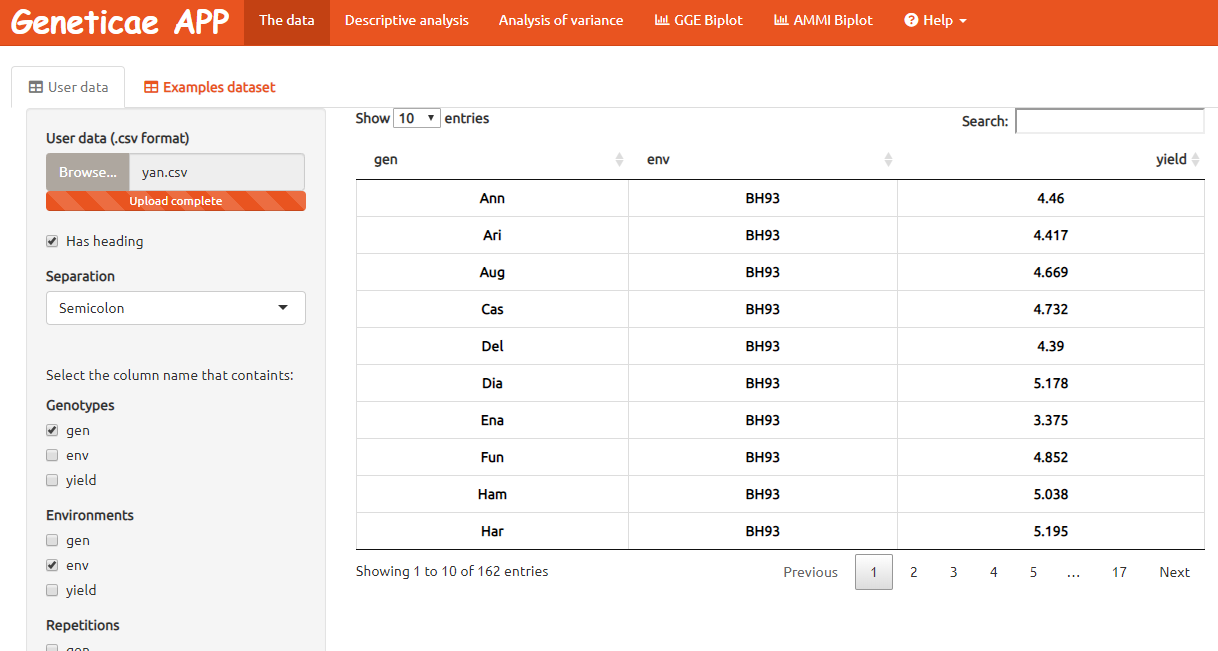 Geneticae APP The data Descriptive analysis Analysis of variance GGE Biplot AMMI Biplot Help
User data Examples dataset
User data (.csv format)
Browse... yan.csv
Upload complete
Has heading
Separation
Semicolon
Select the column name that containts:
Genotypes
gen
env
yield
Environments
gen
env
yield
Repetitions
gen
Show 10 entries
Search:
gen env yield
Ann BH93 4.46
Ari BH93 4.417
Aug BH93 4.669
Cas BH93 4.732
Del BH93 4.39
Dia BH93 5.178
Ena BH93 3.375
Fun BH93 4.852
Ham BH93 5.038
Har BH93 5.195
Showing 1 to 10 of 162 entries
Previous 1 2 3 4 5 ... 17 Next